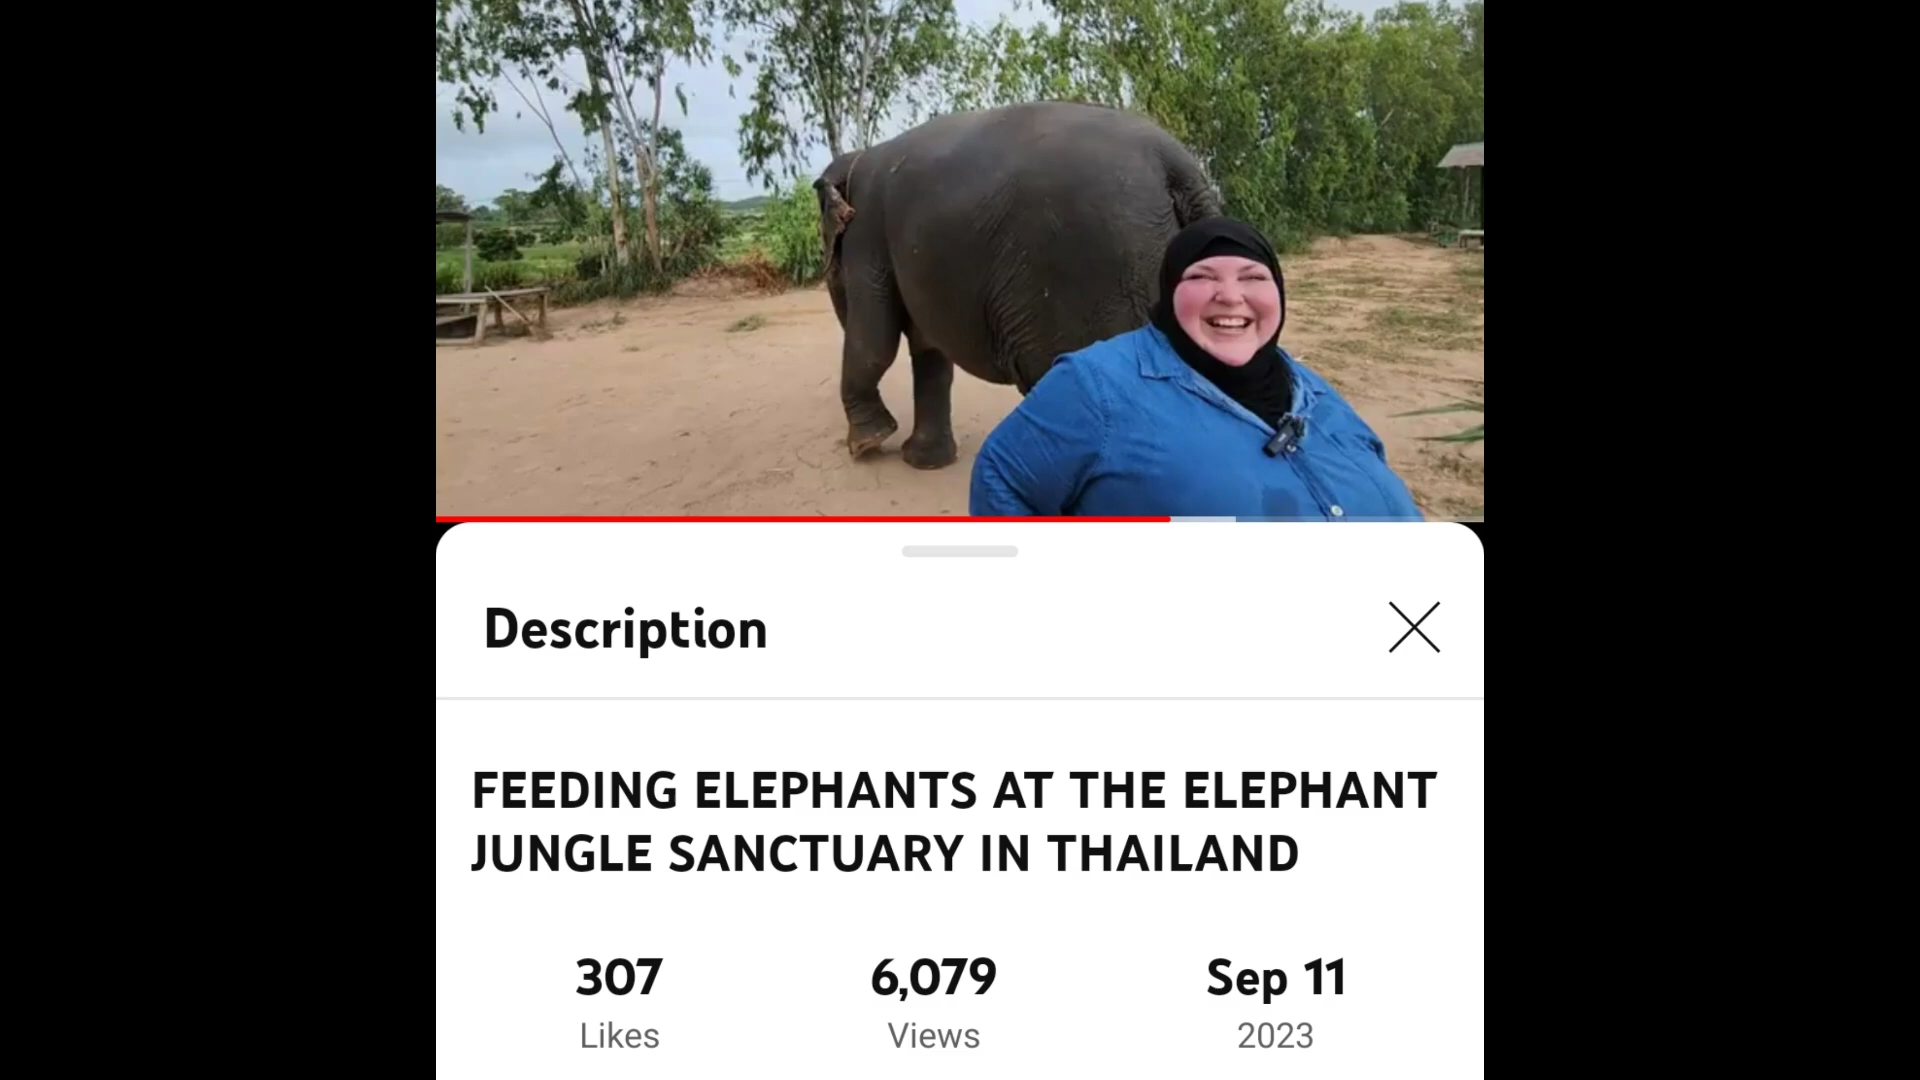 Description
FEEDING ELEPHANTS AT THE ELEPHANT
JUNGLE SANCTUARY IN THAILAND
307 6,079 Sep 11
Likes Views 2023